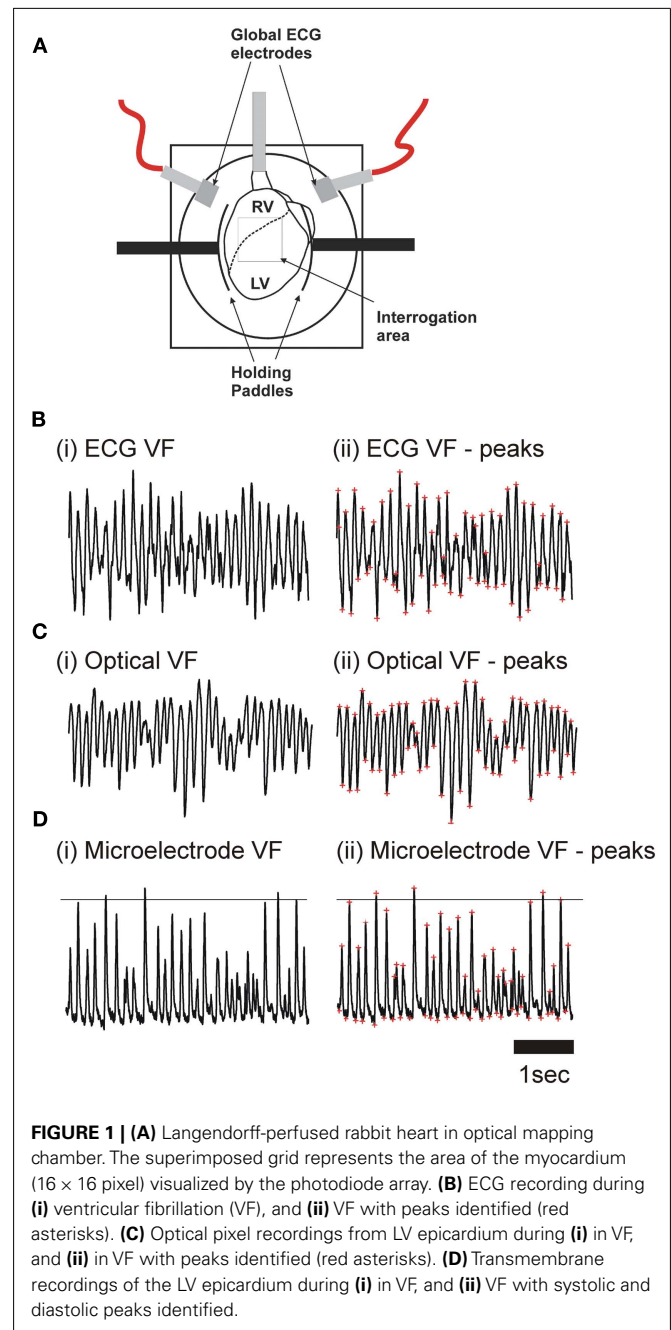 A
Global ECG
electrodes
RV
LV
Interrogation
area
Holding
Paddles
B
(i) ECG VF
(ii) ECG VF - peaks
C
(i) Optical VF
(ii) Optical VF - peaks
D
(i) Microelectrode VF
(ii) Microelectrode VF - peaks
1sec
FIGURE 1 | (A) Langendorff-perfused rabbit heart in optical mapping
chamber. The superimposed grid represents the area of the myocardium
(16 × 16 pixel) visualized by the photodiode array. (B) ECG recording during
(i) ventricular fibrillation (VF), and (ii) VF with peaks identified (red
asterisks). (C) Optical pixel recordings from LV epicardium during (i) in VF,
and (ii) in VF with peaks identified (red asterisks). (D) Transmembrane
recordings of the LV epicardium during (i) in VF, and (ii) VF with systolic and
diastolic peaks identified.